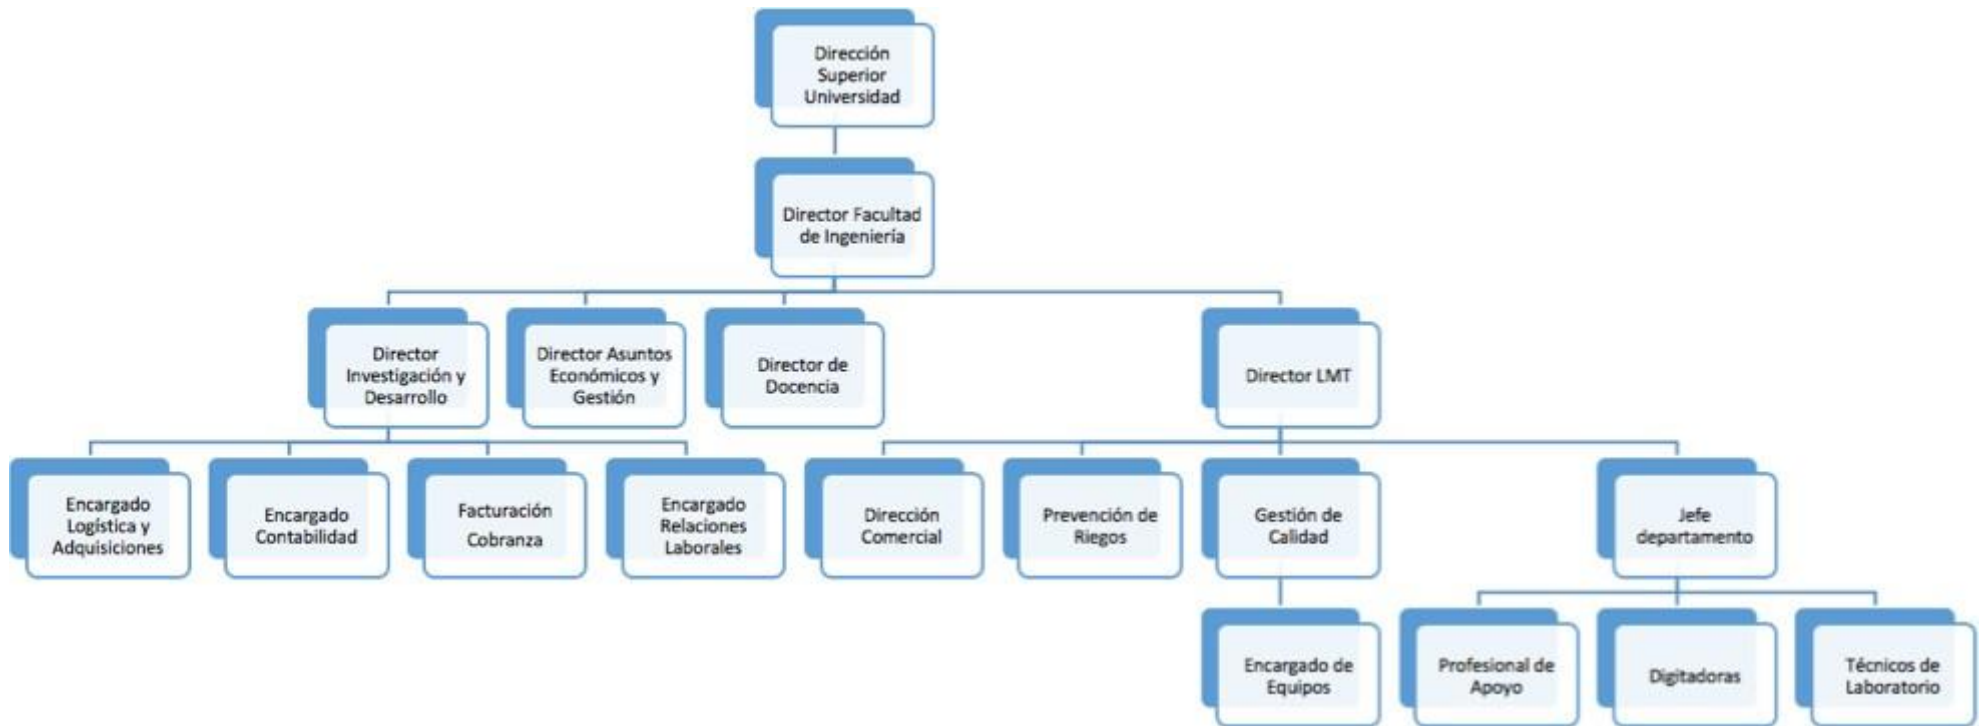 Dirección
Superior
Universidad
Director Facultad
de Ingeniería
Director
Investigación y
Desarrollo
Director Asuntos
Económicos y
Gestión
Director de
Docencia
Director LMT
Encargado
Logística y
Adquisiciones
Encargado
Contabilidad
Facturación
Cobranza
Encargado
Relaciones
Laborales
Dirección
Comercial
Prevención de
Riegos
Gestión de
Calidad
Jefe
departamento
Encargado de
Equipos
Profesional de
Apoyo
Digitadoras
Técnicos de
Laboratorio